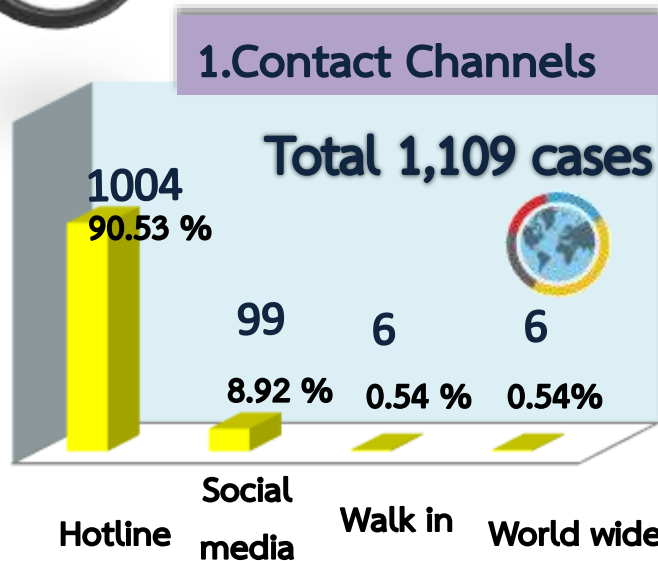 1.Contact Channels
Total 1,109 cases
1004
90.53 %
99
8.92 %
6
0.54 %
6
0.54%
Hotline
Social
media
Walk in
World wide